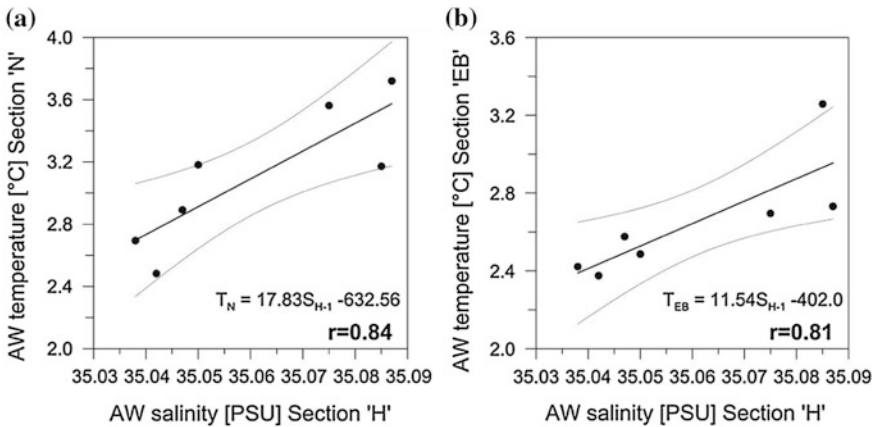 (a)
AW temperature [°C] Section 'N'
4.0
3.6
3.2
2.8
2.4
2.0
T_N = 17.83S_H-1 -632.56
r=0.84
35.03 35.04 35.05 35.06 35.07 35.08 35.09
AW salinity [PSU] Section 'H'
(b)
AW temperature [°C] Section 'EB'
3.6
3.2
2.8
2.4
2.0
T_EB = 11.54S_H-1 -402.0
r=0.81
35.03 35.04 35.05 35.06 35.07 35.08 35.09
AW salinity [PSU] Section 'H'